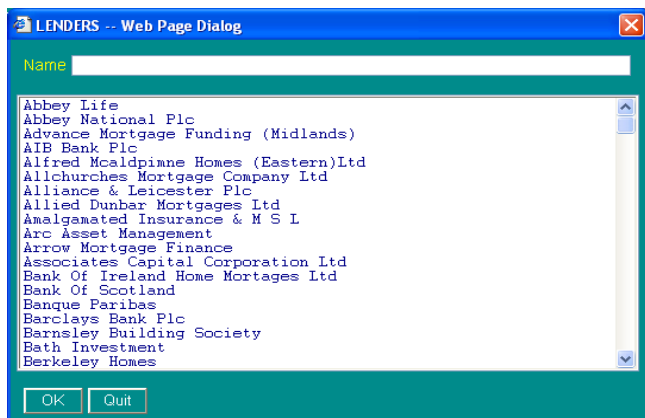 LENDERS -- Web Page Dialog
Name
Abbey Life
Abbey National Plc
Advance Mortgage Funding (Midlands)
AIB Bank Plc
Alfred Mcaldpimne Homes (Eastern)Ltd
Allchurches Mortgage Company Ltd
Alliance & Leicester Plc
Allied Dunbar Mortgages Ltd
Amalgamated Insurance & M S L
Arc Asset Management
Arrow Mortgage Finance
Associates Capital Corporation Ltd
Bank Of Ireland Home Mortages Ltd
Bank Of Scotland
Banque Paribas
Barclays Bank Plc
Barnsley Building Society
Bath Investment
Berkeley Homes
OK Quit